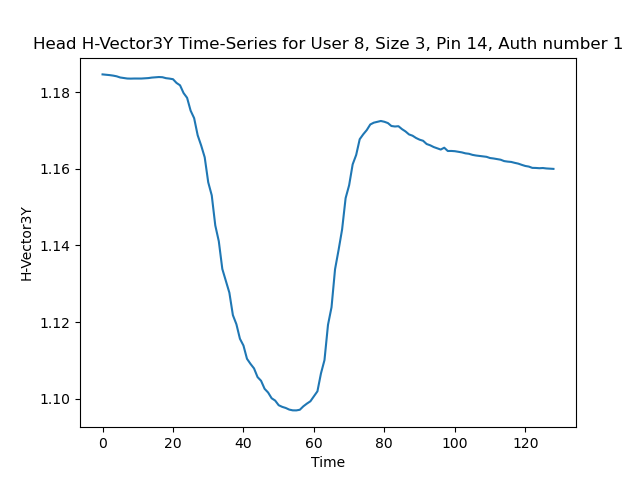 Head H-Vector3Y Time-Series for User 8, Size 3, Pin 14, Auth number 1
H-Vector3Y
1.18
1.16
1.14
1.12
1.10
0 20 40 60 80 100 120
Time